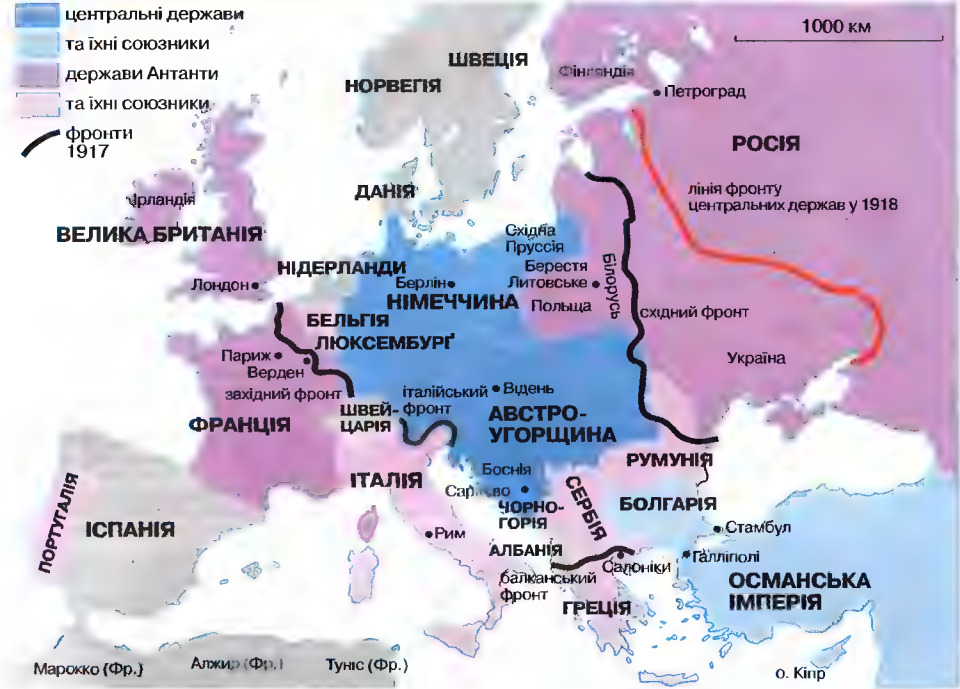 центральні держави
та їхні союзники
держави Антанти
та їхні союзники
фронти
1917
1000 км
ШВЕЦІЯ
НОРВЕГІЯ
Фінляндія
Петроград
РОСІЯ
ДАНІЯ
лінія фронту
центральних держав у 1918
Ірландія
ВЕЛИКА БРИТАНІЯ
Східна
Пруссія
НІДЕРЛАНДИ
Лондон
Берлін
Берестя
Литовське
Білорусь
НІМЕЧЧИНА
Польща
БЕЛЬГІЯ
східний фронт
ЛЮКСЕМБУРҐ
Париж
Верден
Україна
західний фронт
італійський
фронт
Відень
ШВЕЙ-
ЦАРІЯ
ФРАНЦІЯ
АВСТРО-
УГОРЩИНА
РУМУНІЯ
Боснія
ІТАЛІЯ
Сараєво
СЕРБІЯ
БОЛГАРІЯ
ЧОРНО-
ГОРІЯ
ПОРТУГАЛІЯ
ІСПАНІЯ
Рим
Стамбул
АЛБАНІЯ
Салоніки
Галліполі
балканський
фронт
ОСМАНСЬКА
ІМПЕРІЯ
ГРЕЦІЯ
Марокко (Фр.)
Алжир (Фр.)
Туніс (Фр.)
о. Кіпр